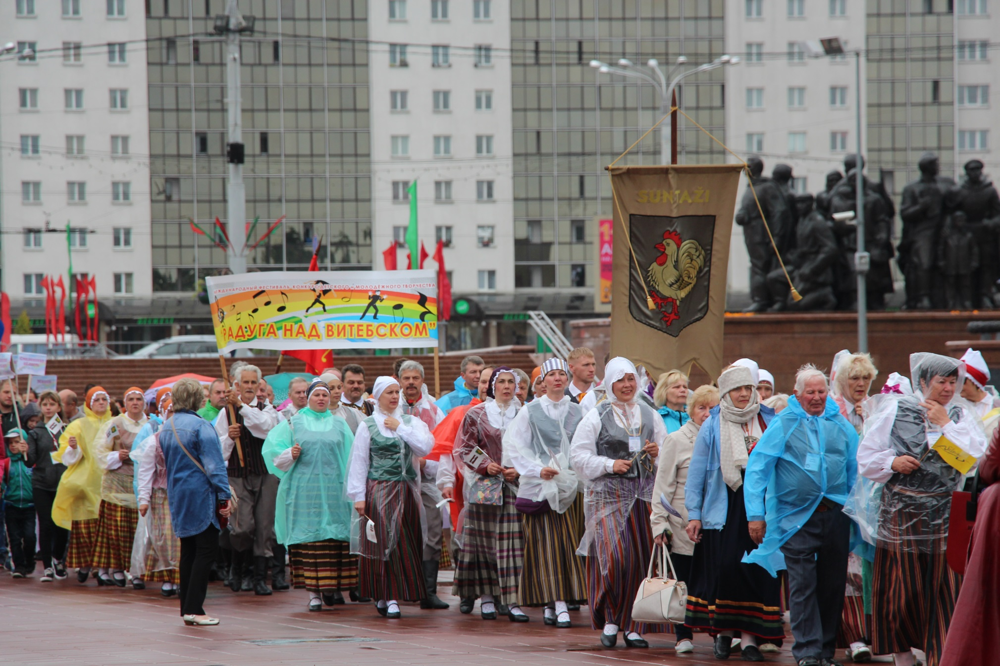 МЕЖДУНАРОДНЫЙ ФЕСТИВАЛЬ-КОНКУРС ДЕТСКОГО и МОЛОДЁЖНОГО ТВОРЧЕСТВА
"РАДУГА НАД ВИТЕБСКОМ"
SUNTAŽI